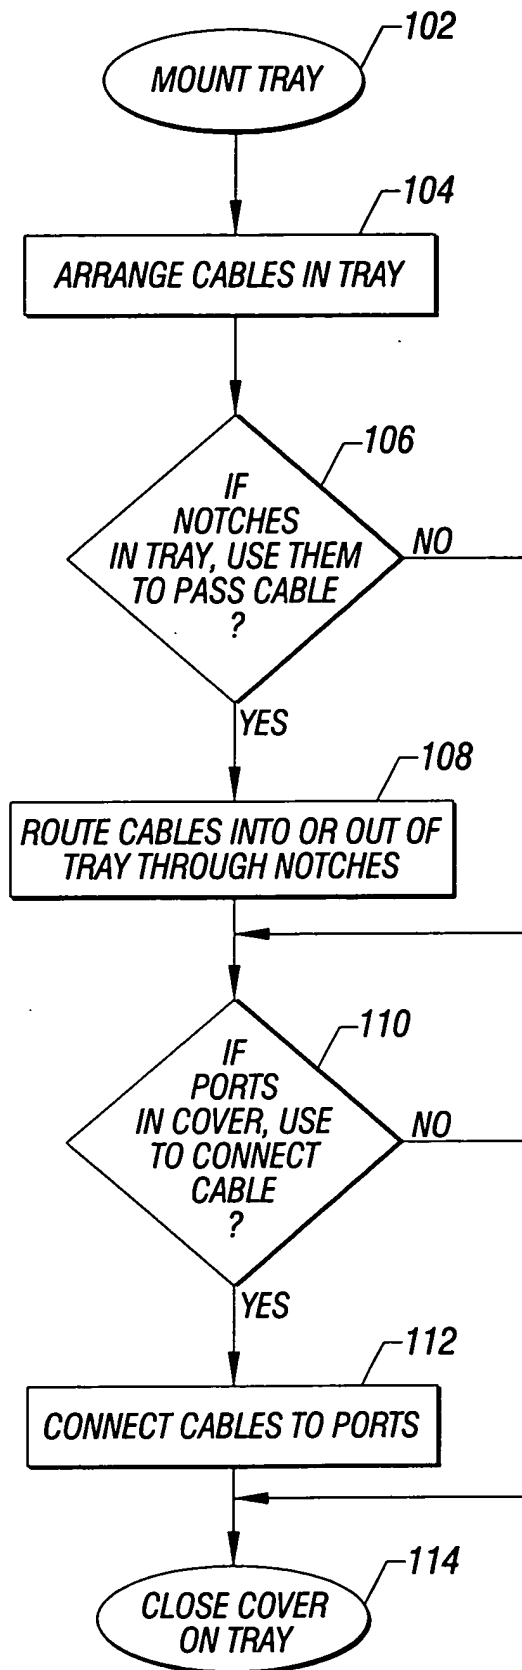 102
MOUNT TRAY
104
ARRANGE CABLES IN TRAY
106
IF
NOTCHES
IN TRAY, USE THEM
TO PASS CABLE
?
NO
YES
108
ROUTE CABLES INTO OR OUT OF
TRAY THROUGH NOTCHES
110
IF
PORTS
IN COVER, USE
TO CONNECT
CABLE
?
NO
YES
112
CONNECT CABLES TO PORTS
114
CLOSE COVER
ON TRAY